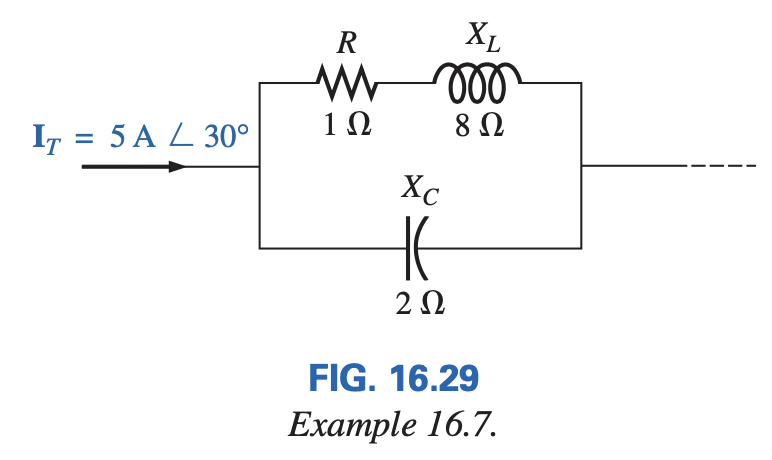 R
X_L
1 Ω
8 Ω
I_T = 5 A ∠ 30°
X_C
2 Ω
FIG. 16.29
Example 16.7.